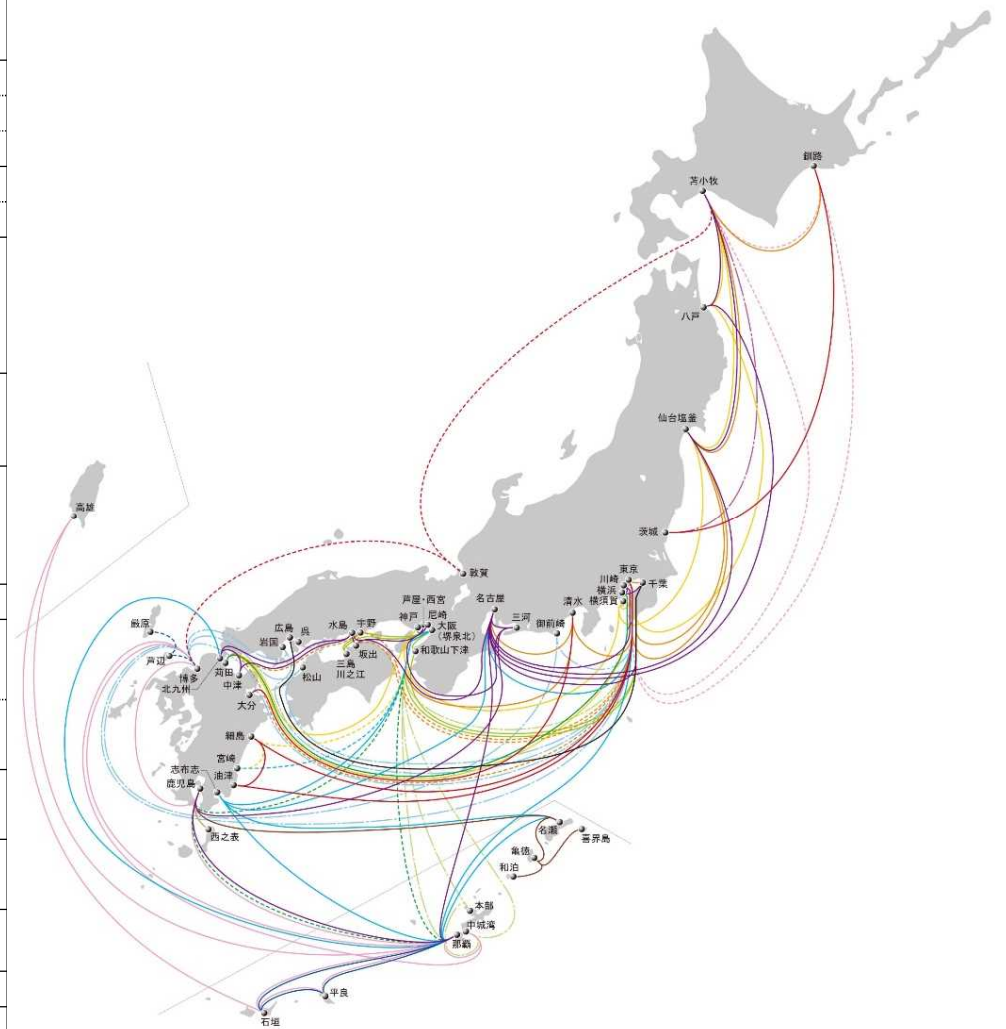 釧路
苫小牧
八戸
仙台塩釜
高雄
茨城
敦賀
東京
川崎
千葉
横浜
横須賀
芦屋・西宮
神戸
尼崎
大阪
(堺泉北)
和歌山下津
名古屋
三河
清水
御前崎
厳原
芦辺
博多
北九州
苅田
中津
大分
広島
呉
岩国
松山
水島
宇野
坂出
三島
川之江
細島
宮崎
志布志
油津
鹿児島
西之表
名瀬
喜界島
亀徳
和泊
本部
中城湾
那覇
平良
石垣